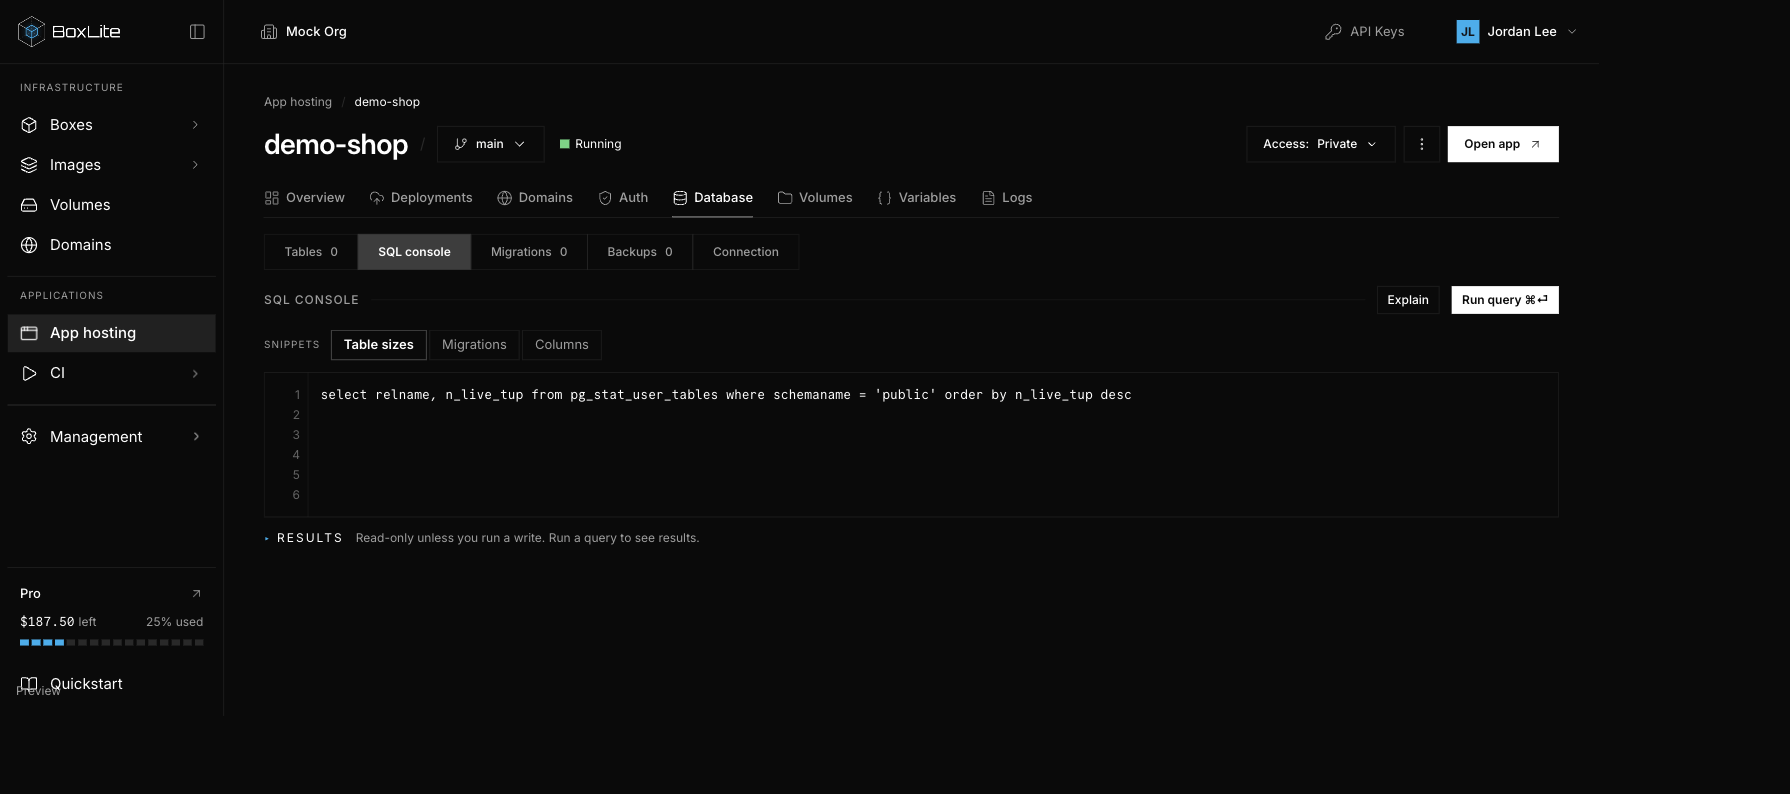 BoxLite
Mock Org
API Keys
JL Jordan Lee
INFRASTRUCTURE
Boxes
Images
Volumes
Domains
APPLICATIONS
App hosting
CI
Management
Pro
$187.50 left 25% used
Quickstart
Preview
App hosting / demo-shop
demo-shop / main Running
Access: Private Open app
Overview Deployments Domains Auth Database Volumes Variables Logs
Tables 0 SQL console Migrations 0 Backups 0 Connection
SQL CONSOLE Explain Run query ⌘⏎
SNIPPETS Table sizes Migrations Columns
1 select relname, n_live_tup from pg_stat_user_tables where schemaname = 'public' order by n_live_tup desc
2
3
4
5
6
▸ RESULTS Read-only unless you run a write. Run a query to see results.